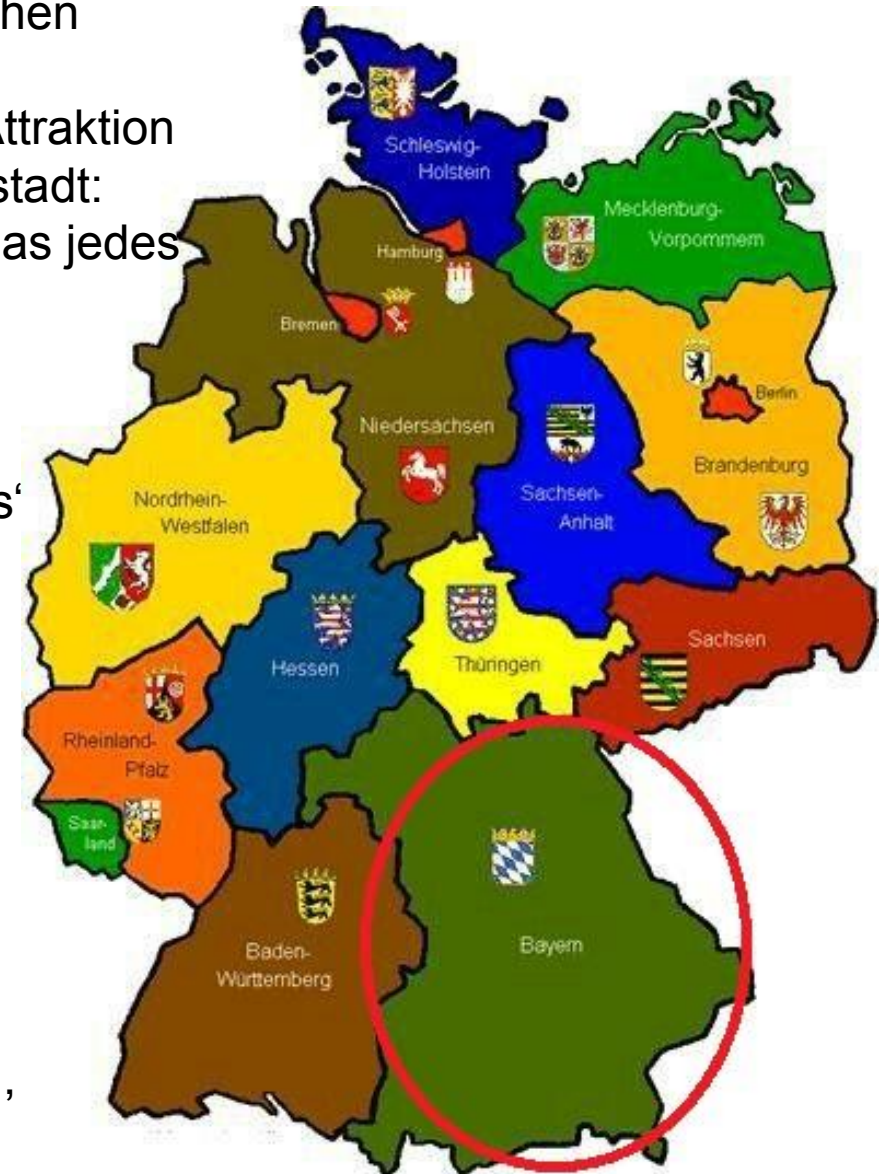 hen
Attraktion
stadt:
as jedes
s‘
,
Schleswig-
Holstein
Mecklenburg-
Vorpommern
Hamburg
Bremen
Berlin
Niedersachsen
Brandenburg
Nordrhein-
Westfalen
Sachsen-
Anhalt
Sachsen
Hessen
Thüringen
Rheinland-
Pfalz
Saar-
land
Baden-
Württemberg
Bayern